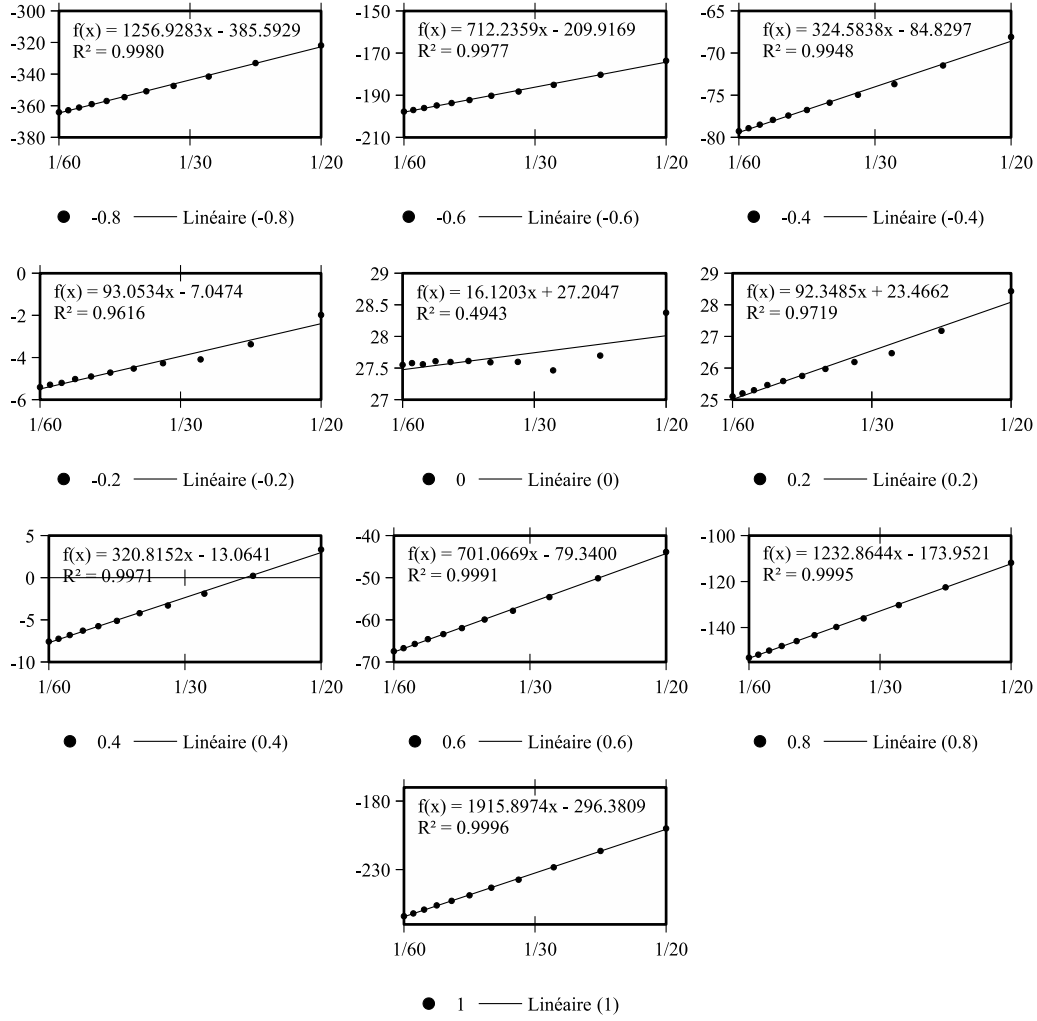 -300
-320
-340
-360
-380
f(x) = 1256.9283x - 385.5929
R² = 0.9980
1/60
1/30
1/20
-0.8 Linéaire (-0.8)
-150
-170
-190
-210
f(x) = 712.2359x - 209.9169
R² = 0.9977
1/60
1/30
1/20
-0.6 Linéaire (-0.6)
-65
-70
-75
-80
f(x) = 324.5838x - 84.8297
R² = 0.9948
1/60
1/30
1/20
-0.4 Linéaire (-0.4)
0
-2
-4
-6
f(x) = 93.0534x - 7.0474
R² = 0.9616
1/60
1/30
1/20
-0.2 Linéaire (-0.2)
29
28.5
28
27.5
27
f(x) = 16.1203x + 27.2047
R² = 0.4943
1/60
1/30
1/20
0 Linéaire (0)
29
28
27
26
25
f(x) = 92.3485x + 23.4662
R² = 0.9719
1/60
1/30
1/20
0.2 Linéaire (0.2)
5
0
-5
-10
f(x) = 320.8152x - 13.0641
R² = 0.9971
1/60
1/30
1/20
0.4 Linéaire (0.4)
-40
-50
-60
-70
f(x) = 701.0669x - 79.3400
R² = 0.9991
1/60
1/30
1/20
0.6 Linéaire (0.6)
-100
-120
-140
f(x) = 1232.8644x - 173.9521
R² = 0.9995
1/60
1/30
1/20
0.8 Linéaire (0.8)
-180
-230
f(x) = 1915.8974x - 296.3809
R² = 0.9996
1/60
1/30
1/20
1 Linéaire (1)